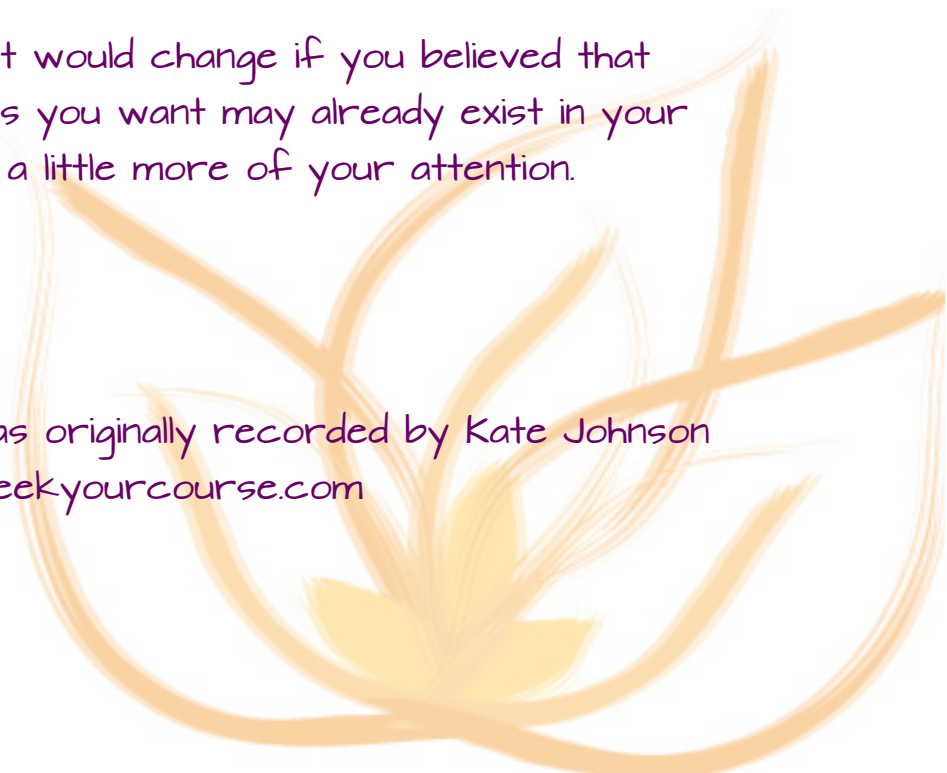 t would change if you believed that
s you want may already exist in your
a little more of your attention.
as originally recorded by Kate Johnson
eekyourcourse.com